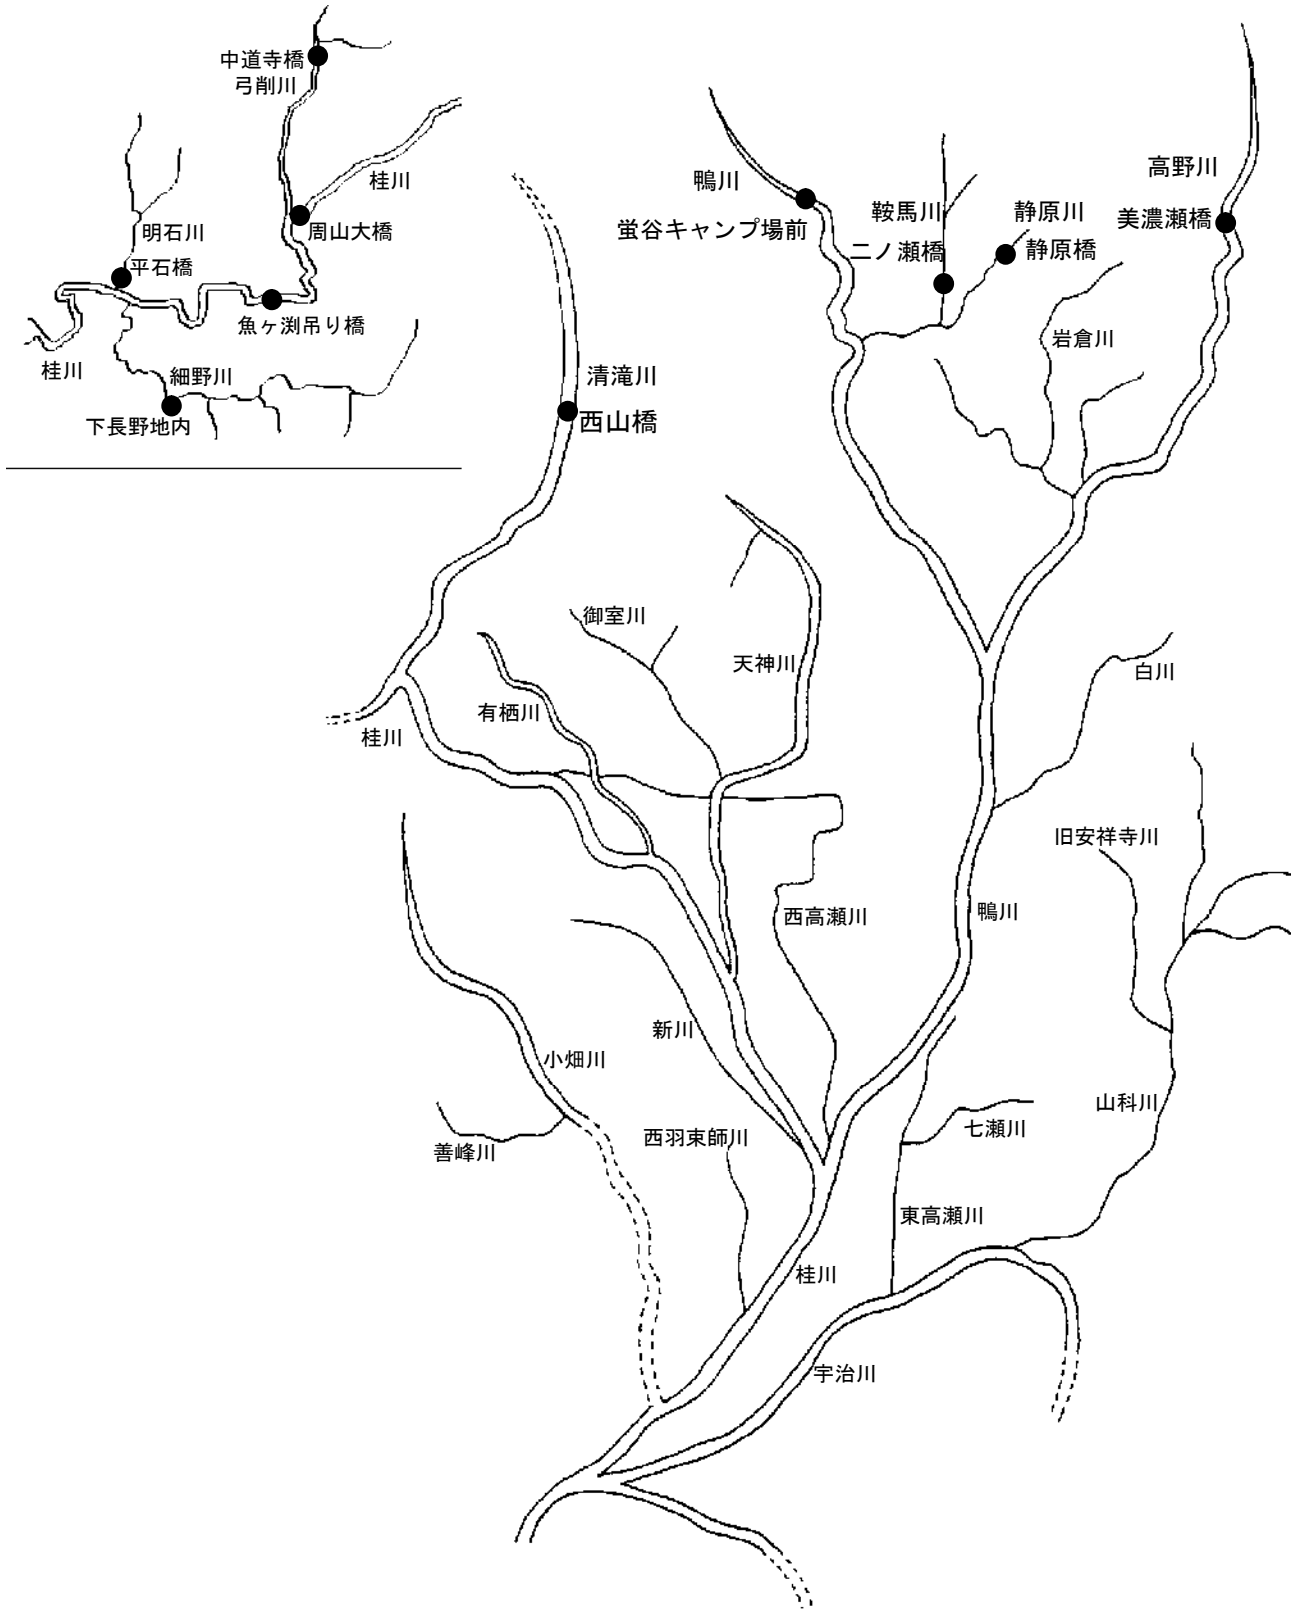 中道寺橋
弓削川
桂川
周山大橋
明石川
平石橋
魚ヶ渕吊り橋
桂川
細野川
下長野地内
鴨川
蛍谷キャンプ場前
鞍馬川
二ノ瀬橋
静原川
静原橋
高野川
美濃瀬橋
岩倉川
清滝川
西山橋
御室川
天神川
有栖川
桂川
白川
旧安祥寺川
西高瀬川
鴨川
新川
小畑川
善峰川
西羽束師川
七瀬川
山科川
東高瀬川
桂川
宇治川